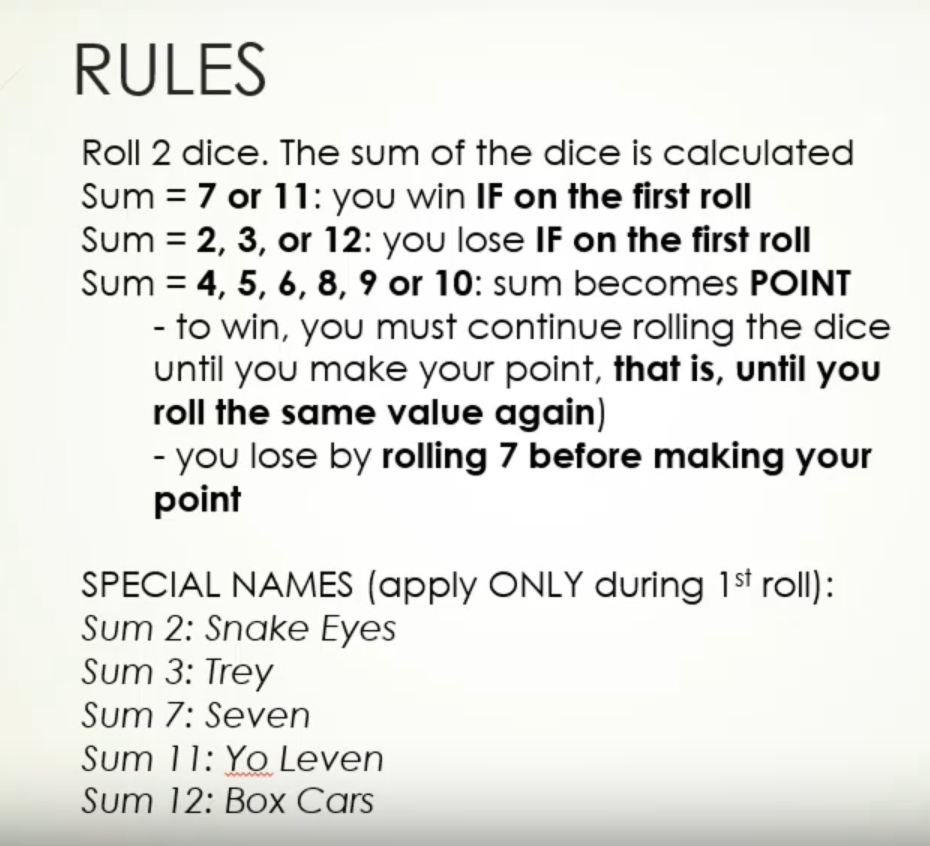 RULES
Roll 2 dice. The sum of the dice is calculated
Sum = 7 or 11: you win IF on the first roll
Sum = 2, 3, or 12: you lose IF on the first roll
Sum = 4, 5, 6, 8, 9 or 10: sum becomes POINT
- to win, you must continue rolling the dice
until you make your point, that is, until you
roll the same value again)
- you lose by rolling 7 before making your
point
SPECIAL NAMES (apply ONLY during 1st roll):
Sum 2: Snake Eyes
Sum 3: Trey
Sum 7: Seven
Sum 11: Yo Leven
Sum 12: Box Cars